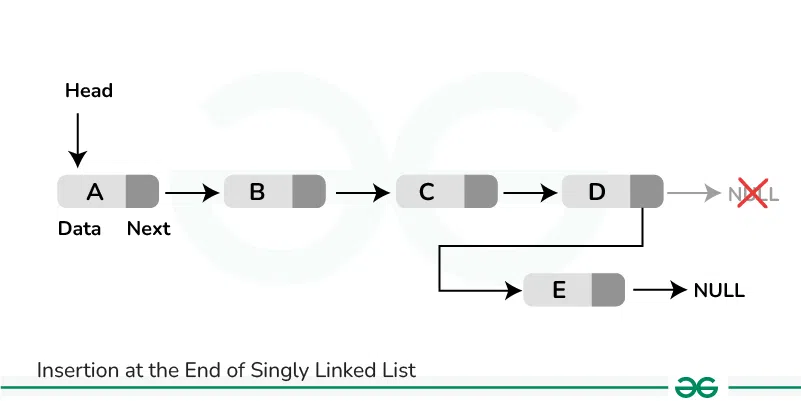 Head
A B C D NULL
Data Next
E NULL
Insertion at the End of Singly Linked List